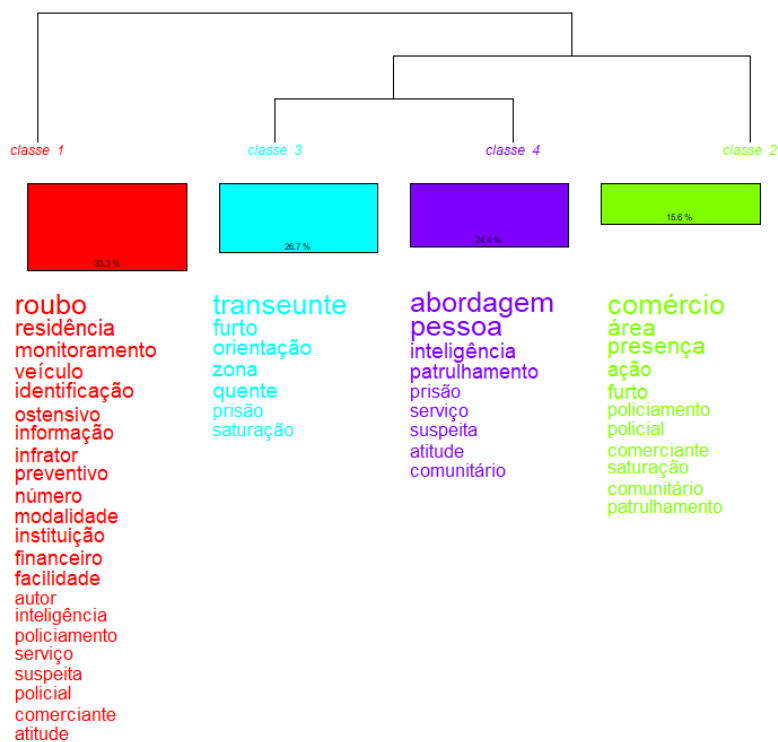 classe 1
classe 3
classe 4
classe 2
33.3 %
26.7 %
24.4 %
15.6 %
roubo
residência
monitoramento
veículo
identificação
ostensivo
informação
infrator
preventivo
número
modalidade
instituição
financeiro
facilidade
autor
inteligência
policiamento
serviço
suspeita
policial
comerciante
atitude
transeunte
furto
orientação
zona
quente
prisão
saturação
abordagem
pessoa
inteligência
patrulhamento
prisão
serviço
suspeita
atitude
comunitário
comércio
área
presença
ação
furto
policiamento
policial
comerciante
saturação
comunitário
patrulhamento